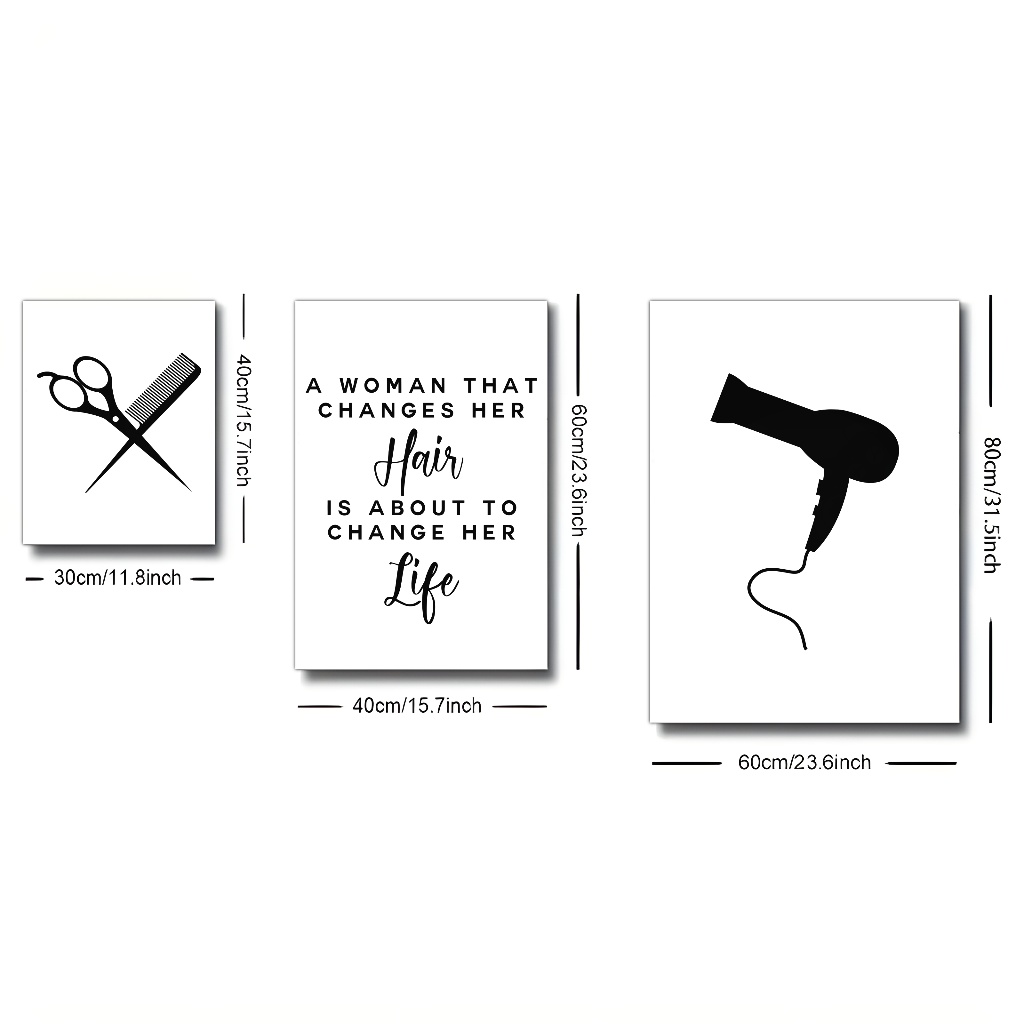 40cm/15.7inch
30cm/11.8inch
A WOMAN THAT
CHANGES HER
Hair
IS ABOUT TO
CHANGE HER
Life
60cm/23.6inch
40cm/15.7inch
80cm/31.5inch
60cm/23.6inch